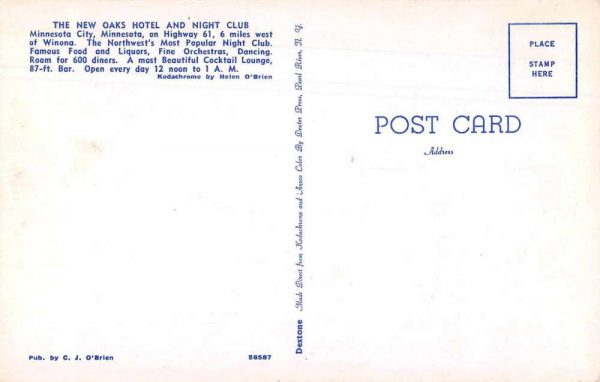 THE NEW OAKS HOTEL AND NIGHT CLUB
Minnesota City, Minnesota, on Highway 61, 6 miles west
of Winona. The Northwest's Most Popular Night Club.
Famous Food and Liquors, Fine Orchestras, Dancing.
Room for 600 diners. A most Beautiful Cocktail Lounge,
87-ft. Bar. Open every day 12 noon to 1 A. M.
Kodachrome by Helen O'Brien
Pub. by C. J. O'Brien
56587
Dextone Made Direct from Kodachrome and Ansco Color By Dexter Press, Pearl River, N. Y.
PLACE
STAMP
HERE
POST CARD
Address